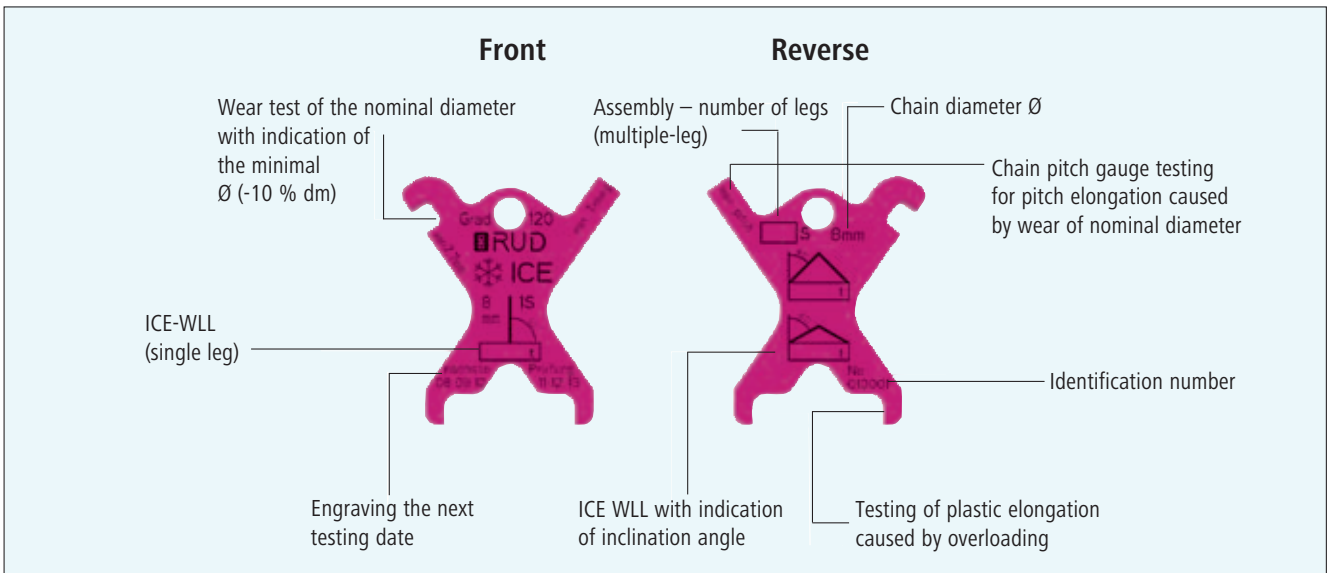 Front
Reverse
Wear test of the nominal diameter
with indication of
the minimal
Ø (-10 % dm)
Assembly – number of legs
(multiple-leg)
Chain diameter Ø
Chain pitch gauge testing
for pitch elongation caused
by wear of nominal diameter
Grad 120
RUD
ICE
8 1S
mm
t
S 8mm
t
t
No
ICE-WLL
(single leg)
Identification number
Engraving the next
testing date
ICE WLL with indication
of inclination angle
Testing of plastic elongation
caused by overloading